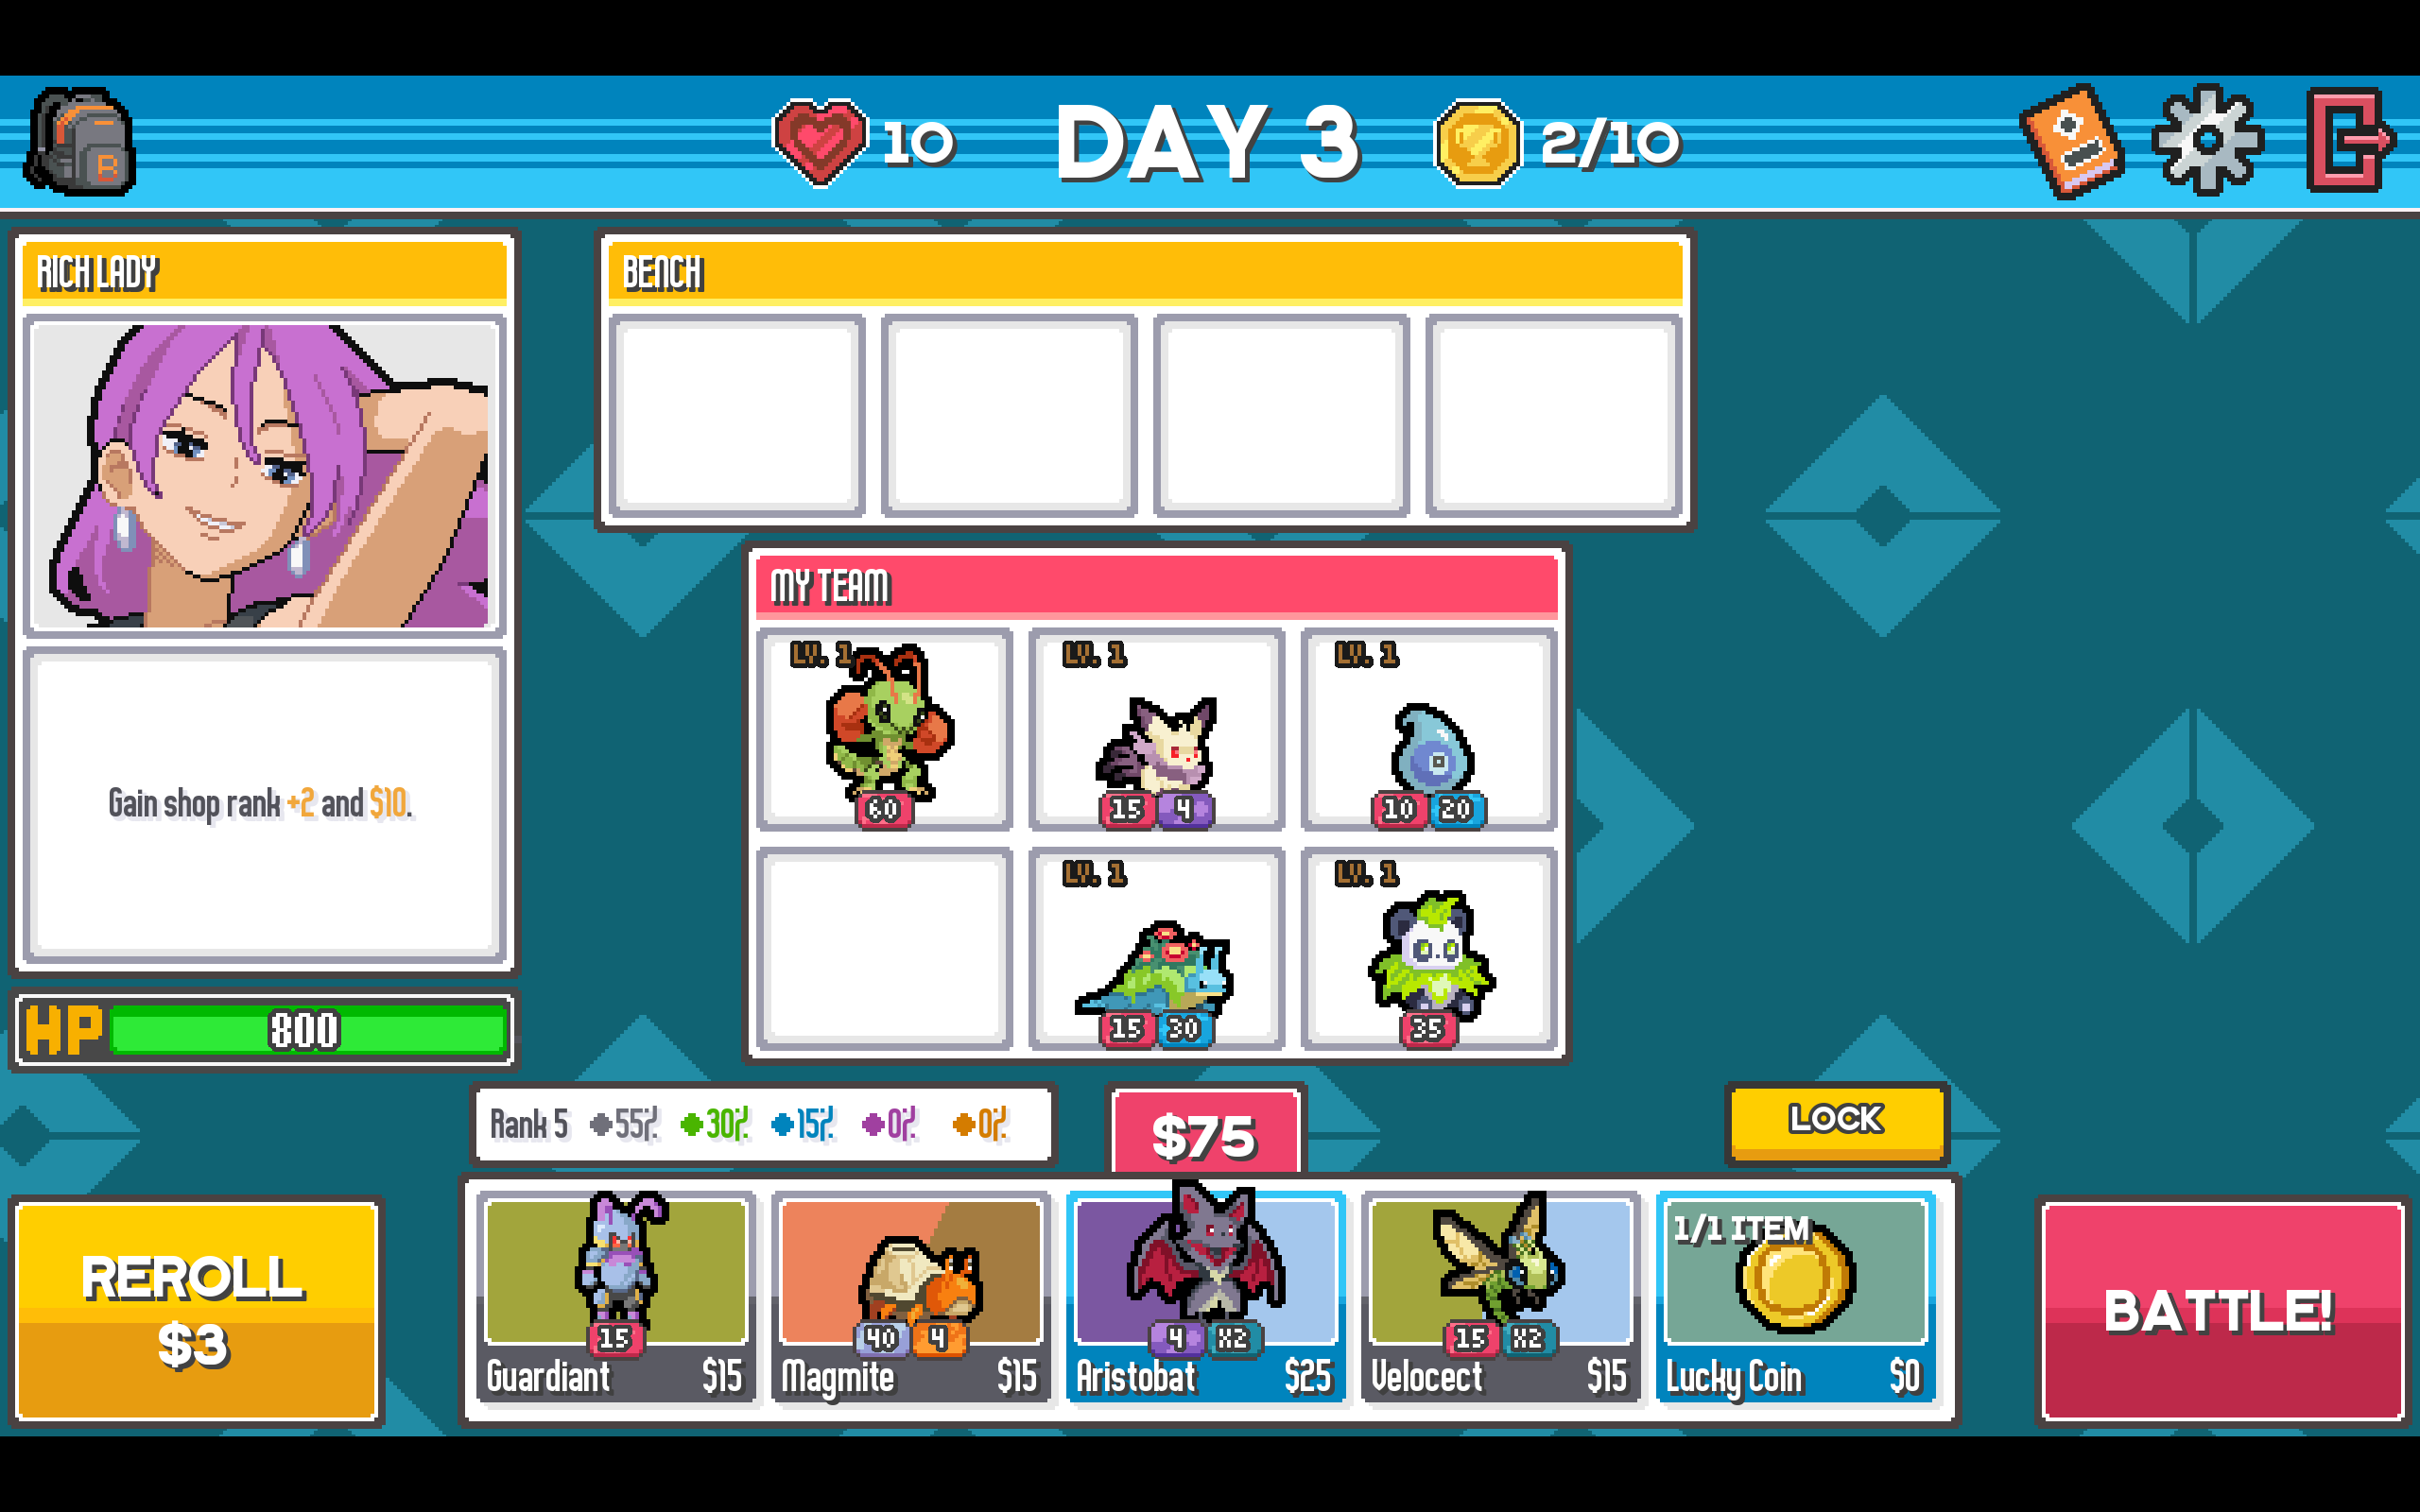 B
10
DAY 3
2/10
RICH LADY
Gain shop rank +2 and $10.
HP 800
BENCH
MY TEAM
LV. 1
60
LV. 1
15 4
LV. 1
10 20
LV. 1
15 30
LV. 1
35
Rank 5 55% 30% 15% 0% 0%
$75
LOCK
REROLL
$3
15
Guardiant $15
40 4
Magmite $15
4 X2
Aristobat $25
15 X2
Velocect $15
1/1 ITEM
Lucky Coin $0
BATTLE!